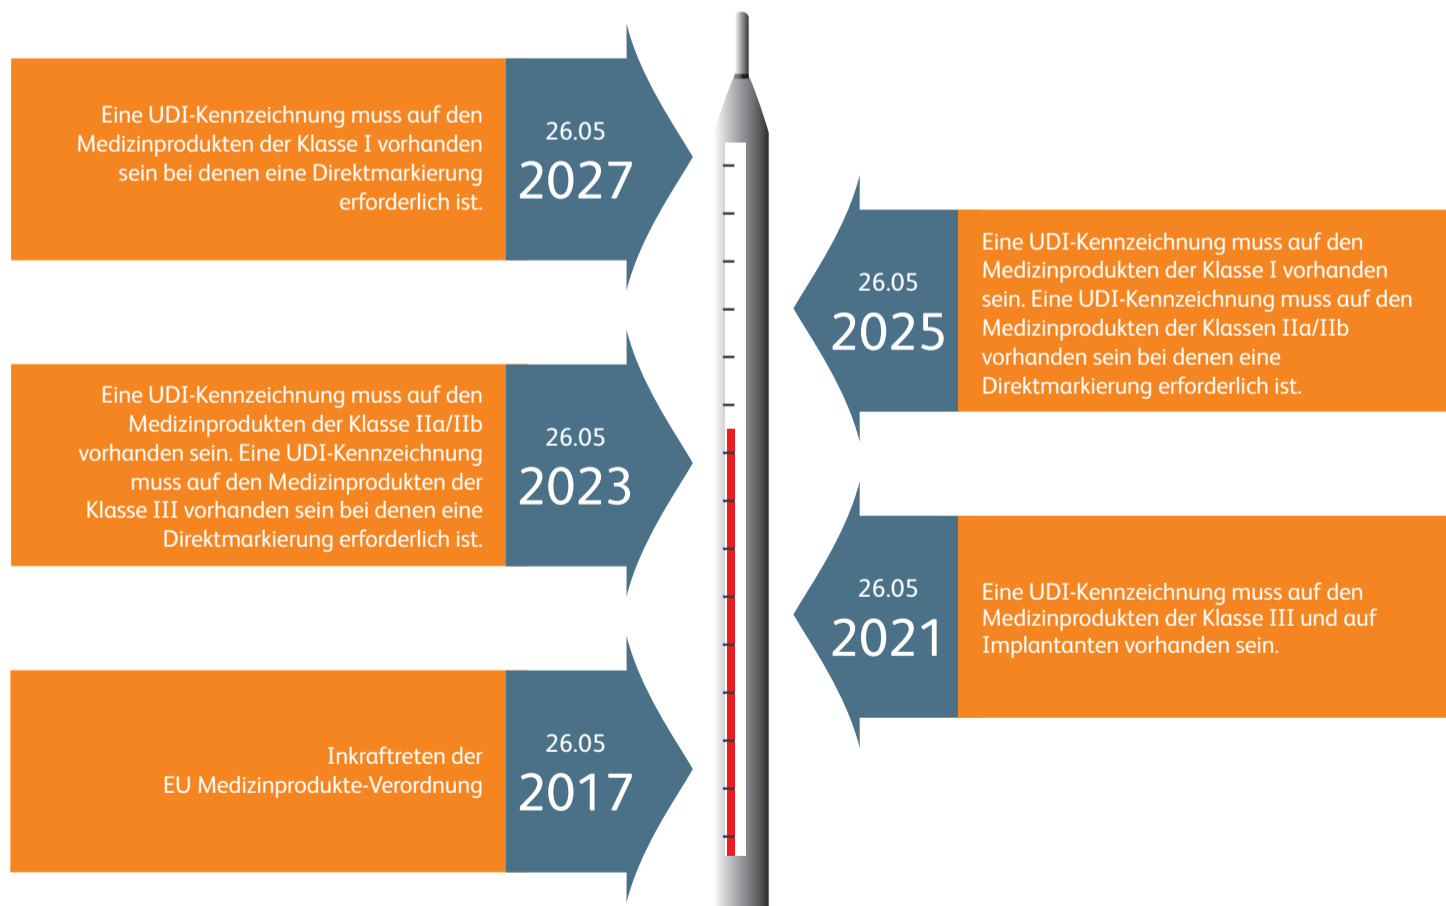 Eine UDI-Kennzeichnung muss auf den
Medizinprodukten der Klasse I vorhanden
sein bei denen eine Direktmarkierung
erforderlich ist.
26.05
2027
26.05
2025
Eine UDI-Kennzeichnung muss auf den
Medizinprodukten der Klasse I vorhanden
sein. Eine UDI-Kennzeichnung muss auf den
Medizinprodukten der Klassen IIa/IIb
vorhanden sein bei denen eine
Direktmarkierung erforderlich ist.
Eine UDI-Kennzeichnung muss auf den
Medizinprodukten der Klasse IIa/IIb
vorhanden sein. Eine UDI-Kennzeichnung
muss auf den Medizinprodukten der
Klasse III vorhanden sein bei denen eine
Direktmarkierung erforderlich ist.
26.05
2023
26.05
2021
Eine UDI-Kennzeichnung muss auf den
Medizinprodukten der Klasse III und auf
Implantanten vorhanden sein.
Inkraftreten der
EU Medizinprodukte-Verordnung
26.05
2017